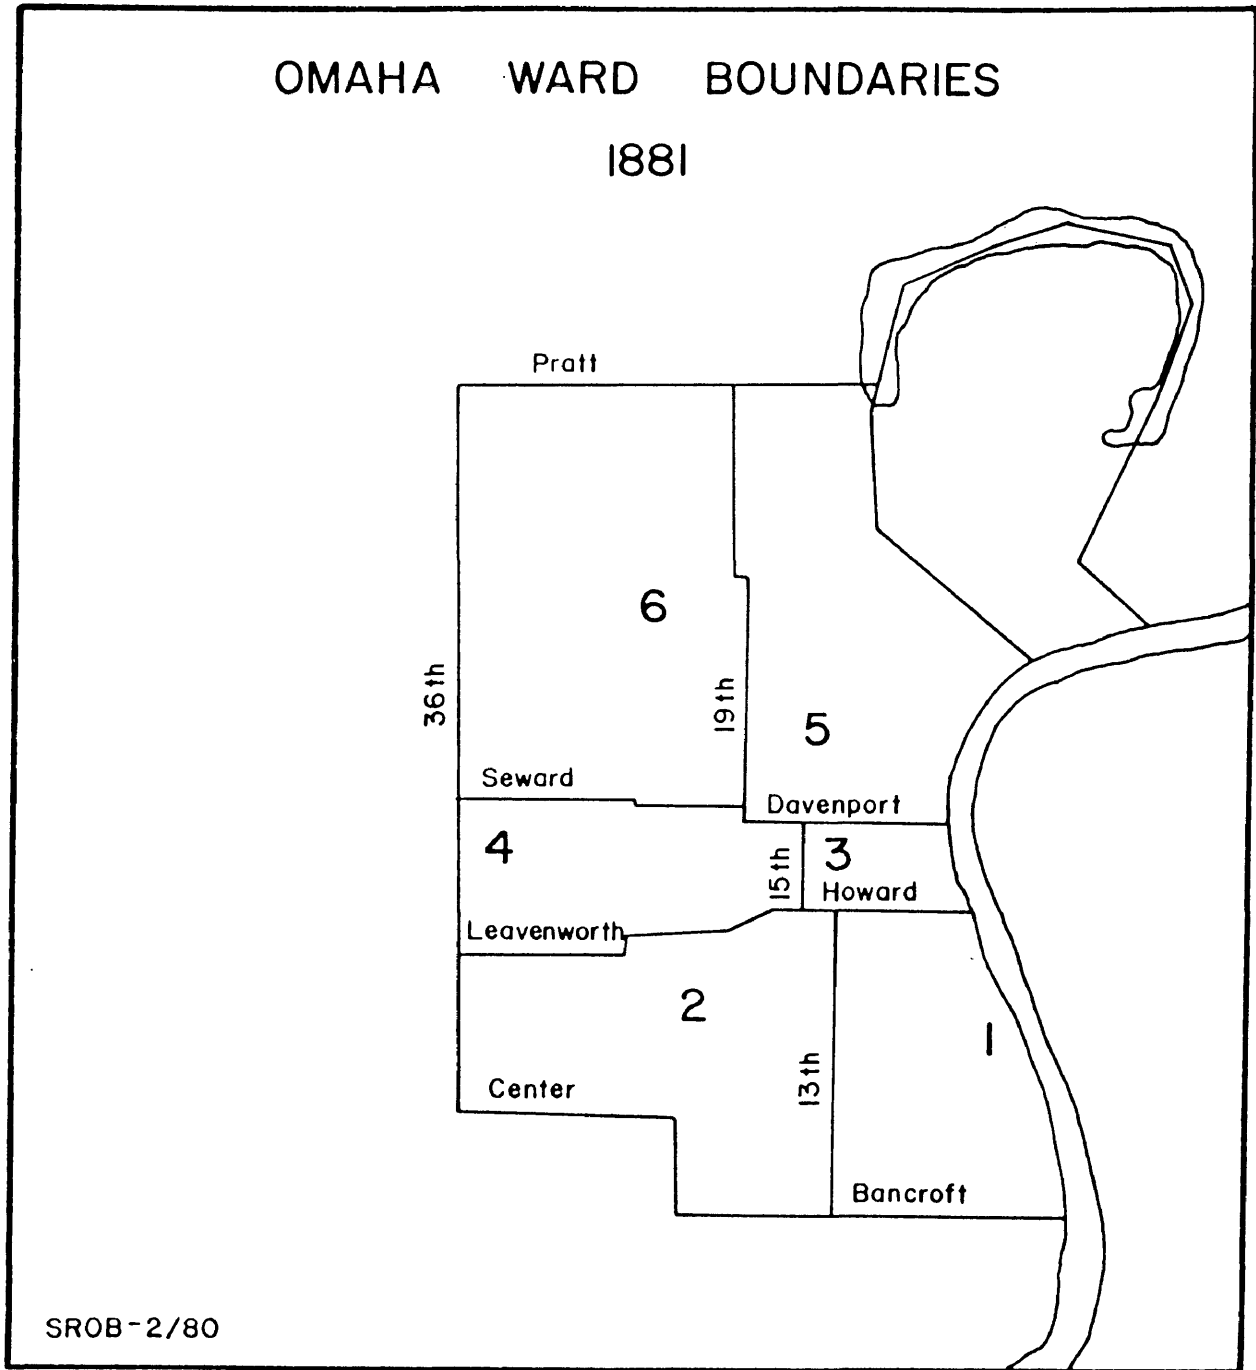 OMAHA WARD BOUNDARIES
1881
Pratt
6
36th
19th
5
Seward
Davenport
4
15th
3
Howard
Leavenworth
2
1
Center
13th
Bancroft
SROB-2/80